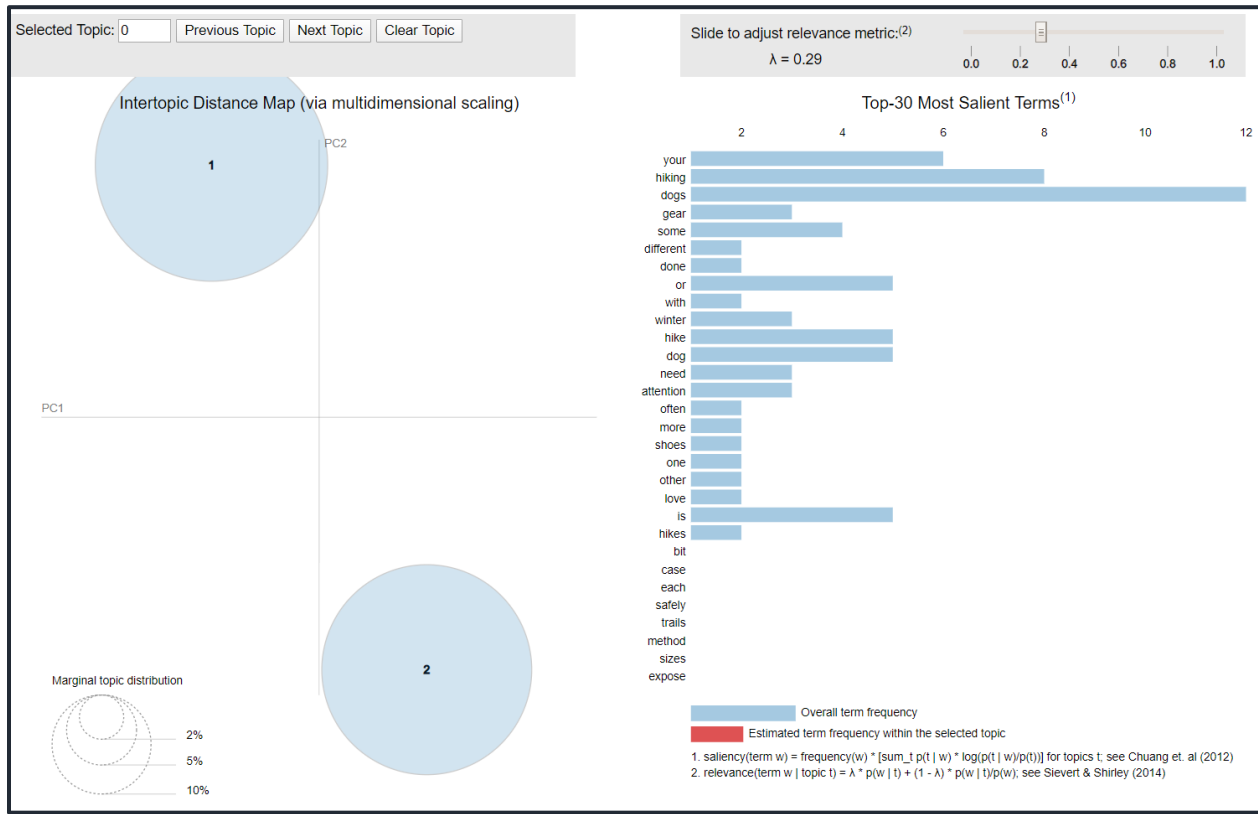 Selected Topic: 0 Previous Topic Next Topic Clear Topic
Slide to adjust relevance metric:(2)
λ = 0.29
0.0 0.2 0.4 0.6 0.8 1.0
Intertopic Distance Map (via multidimensional scaling)
PC2
1
PC1
2
Marginal topic distribution
2%
5%
10%
Top-30 Most Salient Terms(1)
2 4 6 8 10 12
your
hiking
dogs
gear
some
different
done
or
with
winter
hike
dog
need
attention
often
more
shoes
one
other
love
is
hikes
bit
case
each
safely
trails
method
sizes
expose
Overall term frequency
Estimated term frequency within the selected topic
1. saliency(term w) = frequency(w) * [sum_t p(t | w) * log(p(t | w)/p(t))] for topics t; see Chuang et. al (2012)
2. relevance(term w | topic t) = λ * p(w | t) + (1 - λ) * p(w | t)/p(w); see Sievert & Shirley (2014)